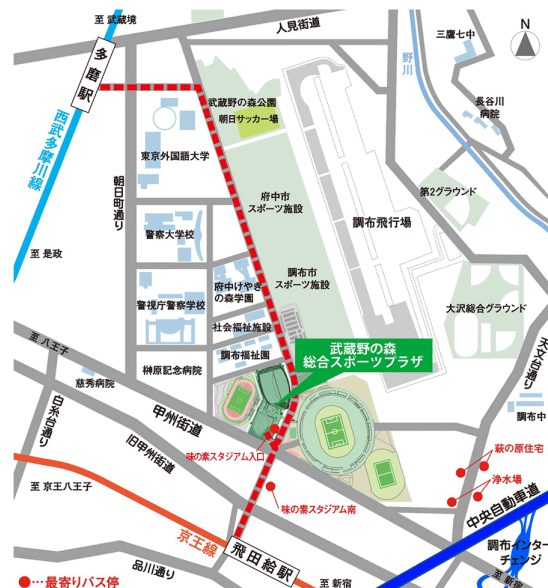 至 武蔵境
人見街道
N
三鷹七中
多磨駅
野川
武蔵野の森公園
朝日サッカー場
長谷川
病院
東京外国語大学
西武多摩川線
朝日町通り
第2グラウンド
府中市
スポーツ施設
調布飛行場
警察大学校
至 是政
府中けやき
の森学園
調布市
スポーツ施設
警視庁警察学校
大沢総合グラウンド
社会福祉施設
至 八王子
榊原記念病院
調布福祉園
武蔵野の森
総合スポーツプラザ
天文台通り
慈秀病院
白糸台通り
甲州街道
調布中
旧甲州街道
味の素スタジアム入口
萩の原住宅
至 京王八王子
浄水場
味の素スタジアム南
中央自動車道
京王線
飛田給駅
調布インター
チェンジ
品川通り
至 新宿
至 新宿
●…最寄りバス停